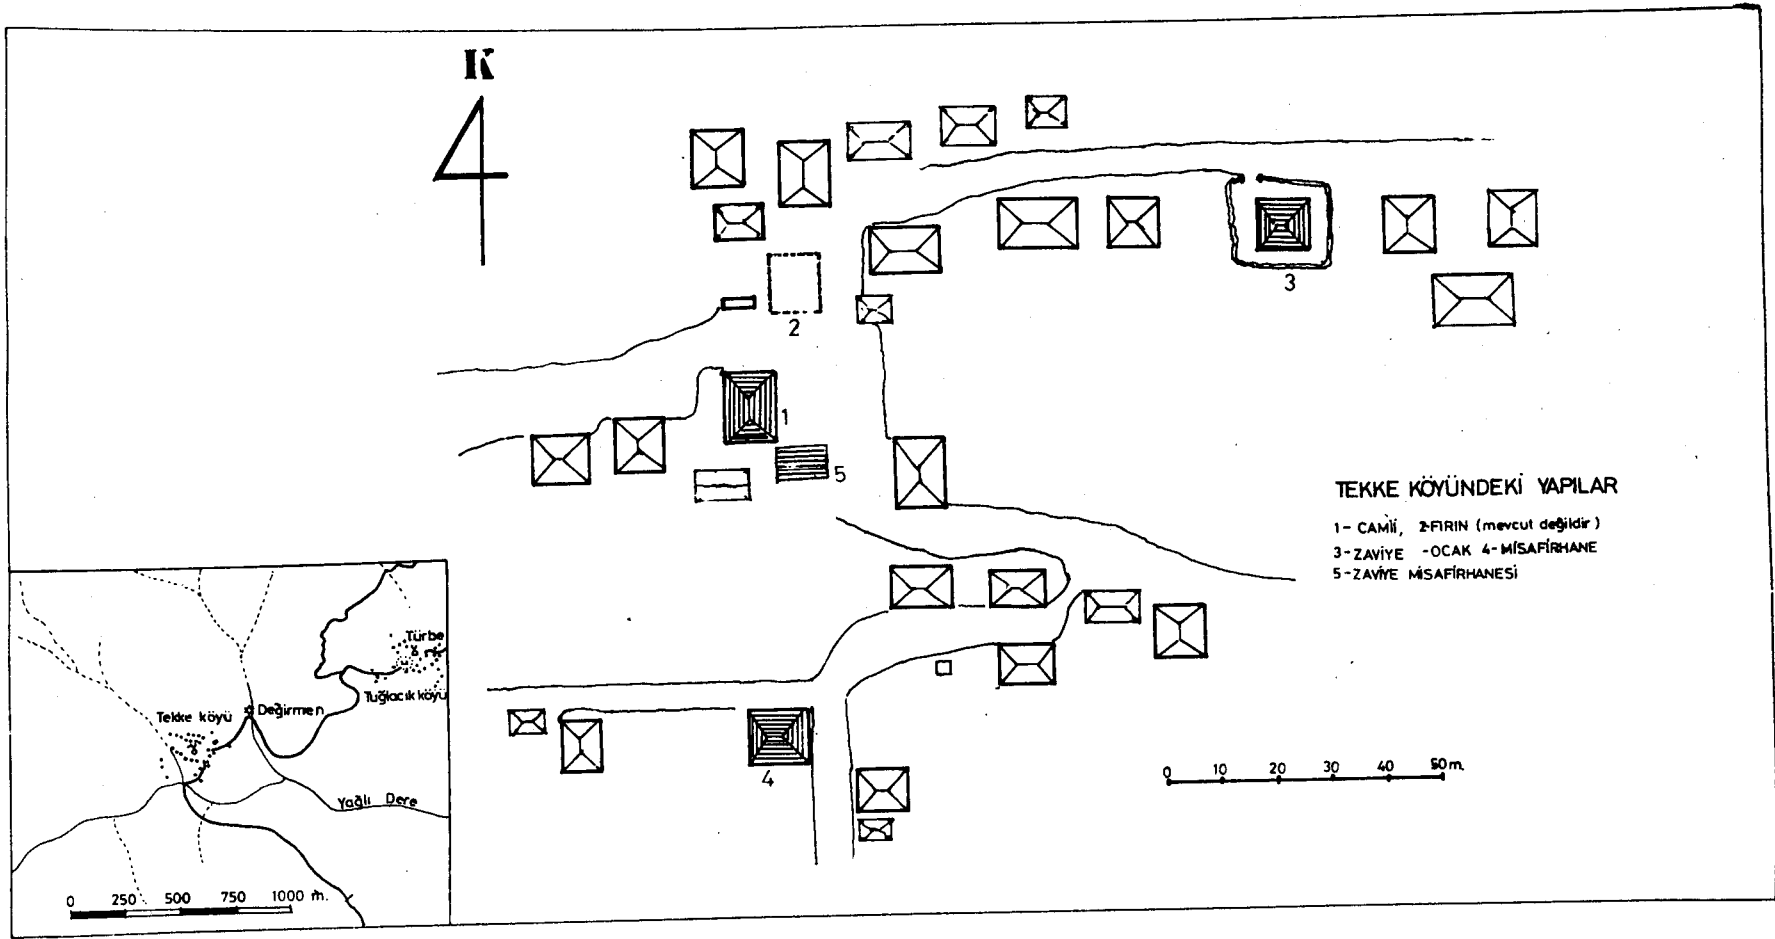 K
3
2
1
5
TEKKE KÖYÜNDEKİ YAPILAR
1- CAMİİ, 2-FIRIN (mevcut değildir)
3-ZAVİYE -OCAK 4-MİSAFİRHANE
5-ZAVİYE MİSAFİRHANESİ
4
0 10 20 30 40 50 m.
Türbe
Tuğlacık köyü
Değirmen
Tekke köyü
Yağlı Dere
0 250 500 750 1000 m.